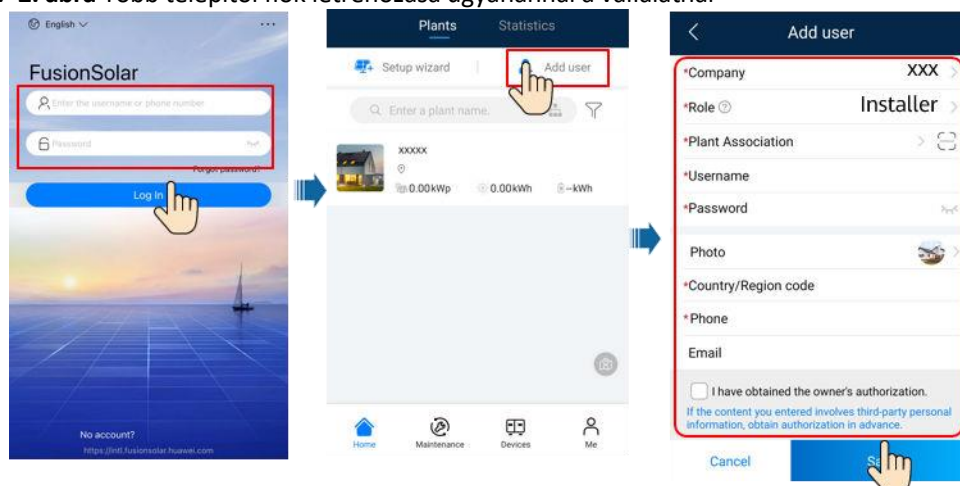 2. ábra Több telepítői fiók létrehozása ugyanannál a vállalatnál
English
FusionSolar
Enter the username or phone number
Password
Forgot password?
Log In
No account?
https://intl.fusionsolar.huawei.com
Plants Statistics
Setup wizard Add user
Enter a plant name.
xxxxx
0.00kWp 0.00kWh --kWh
Home Maintenance Devices Me
Add user
*Company XXX
*Role Installer
*Plant Association
*Username
*Password
Photo
*Country/Region code
*Phone
Email
I have obtained the owner's authorization.
If the content you entered involves third-party personal
information, obtain authorization in advance.
Cancel